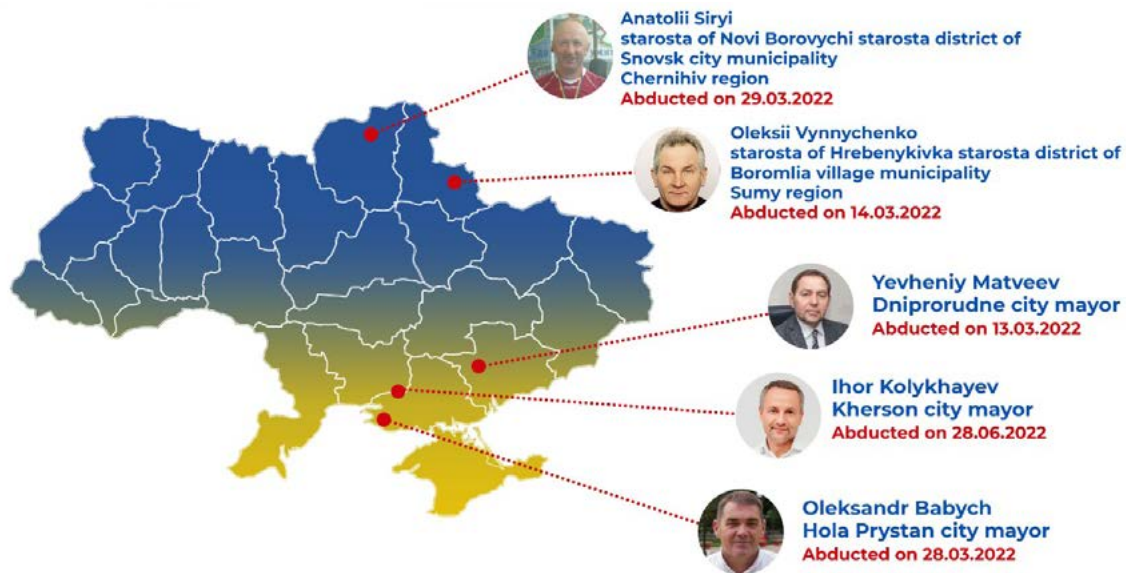 Anatolii Siryi
starosta of Novi Borovychi starosta district of
Snovsk city municipality
Chernihiv region
Abducted on 29.03.2022
Oleksii Vynnychenko
starosta of Hrebenykivka starosta district of
Boromlia village municipality
Sumy region
Abducted on 14.03.2022
Yevheniy Matveev
Dniprorudne city mayor
Abducted on 13.03.2022
Ihor Kolykhayev
Kherson city mayor
Abducted on 28.06.2022
Oleksandr Babych
Hola Prystan city mayor
Abducted on 28.03.2022